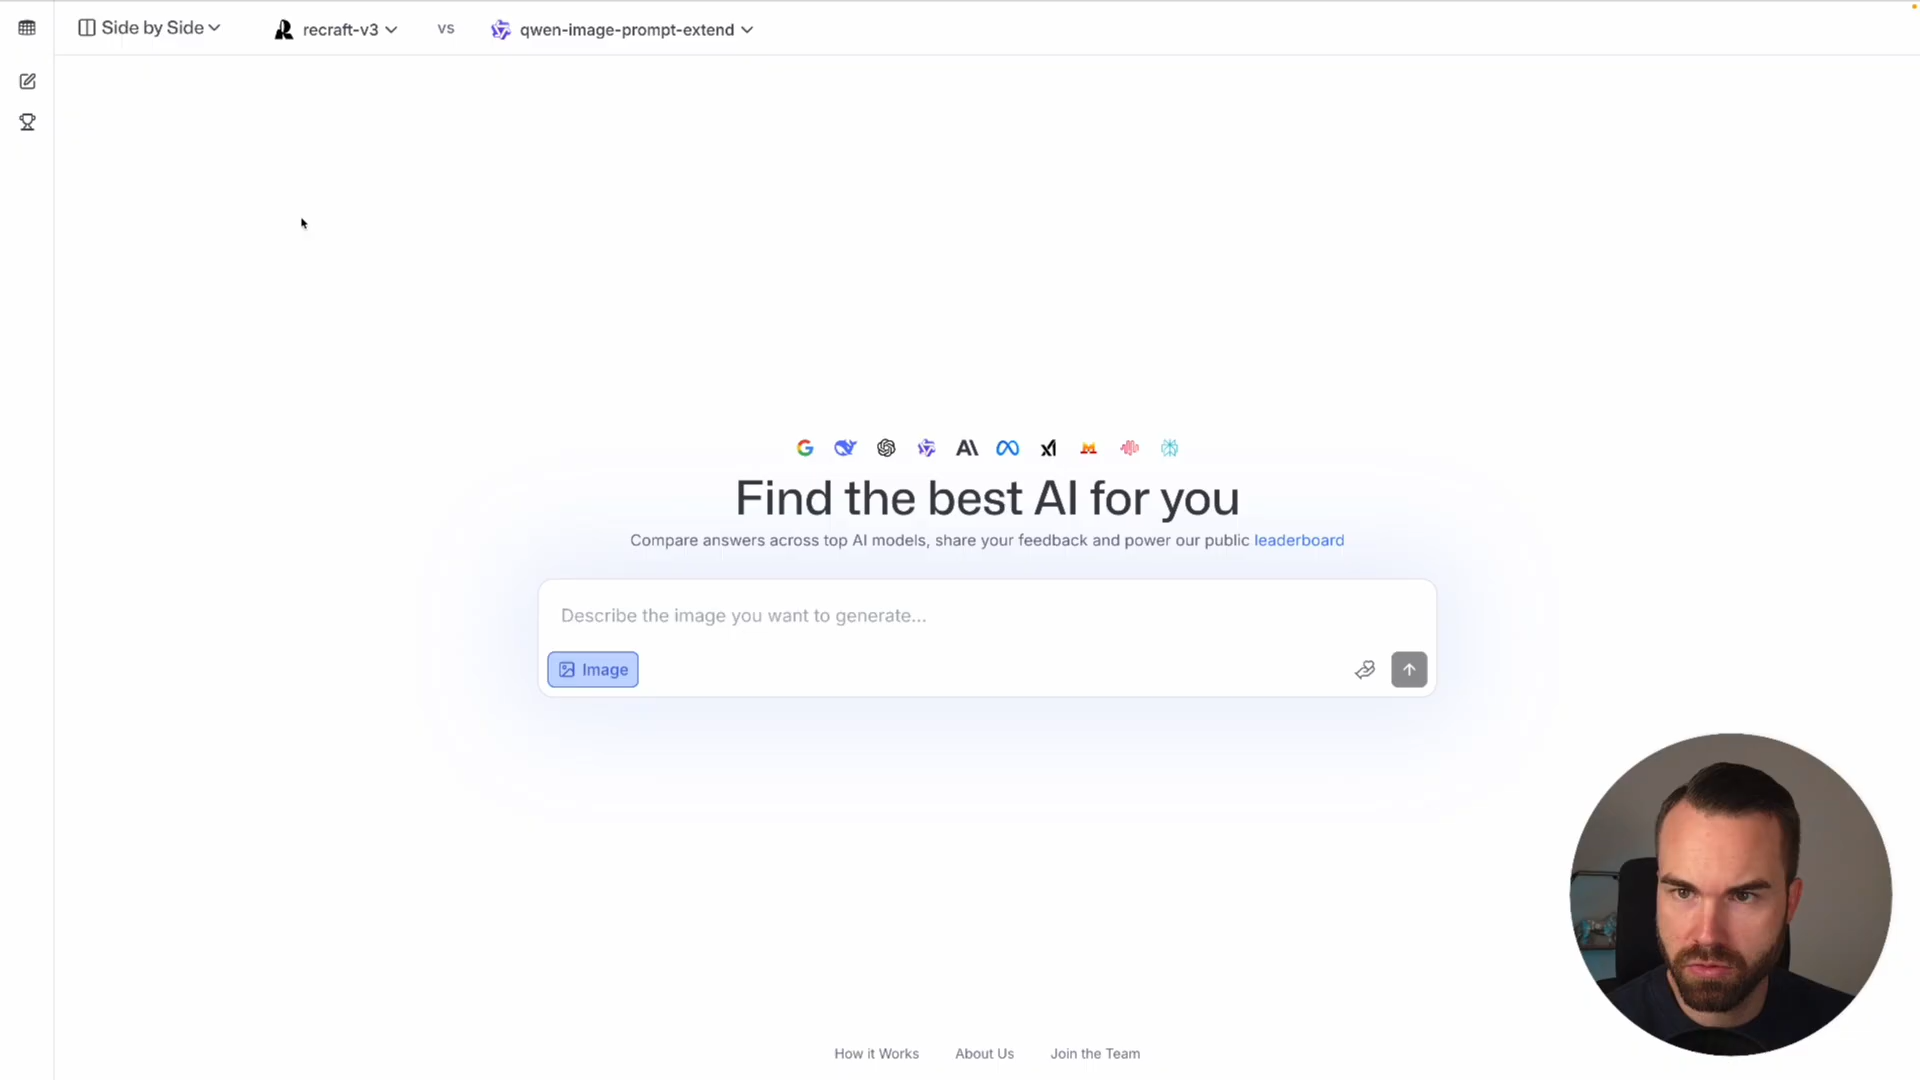 Side by Side
recraft-v3
vs
qwen-image-prompt-extend
Find the best AI for you
Compare answers across top AI models, share your feedback and power our public leaderboard
Describe the image you want to generate...
Image
How it Works
About Us
Join the Team